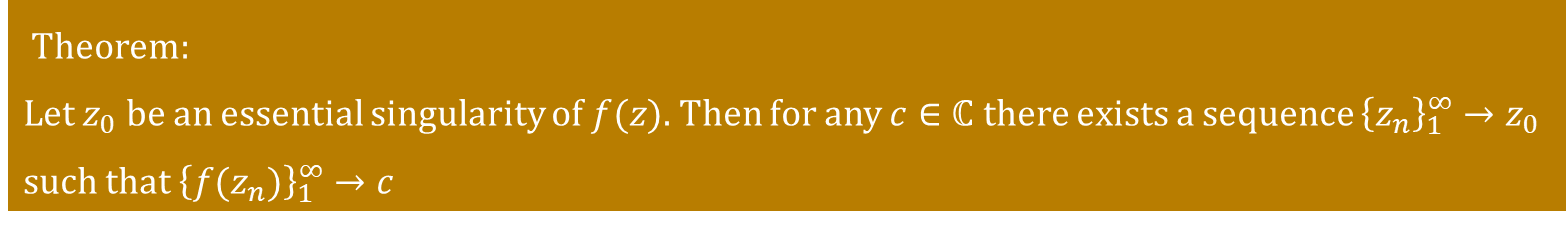 Theorem:
Let z₀ be an essential singularity of f(z). Then for any c ∈ ℂ there exists a sequence {zₙ}₁^∞ → z₀
such that {f(zₙ)}₁^∞ → c